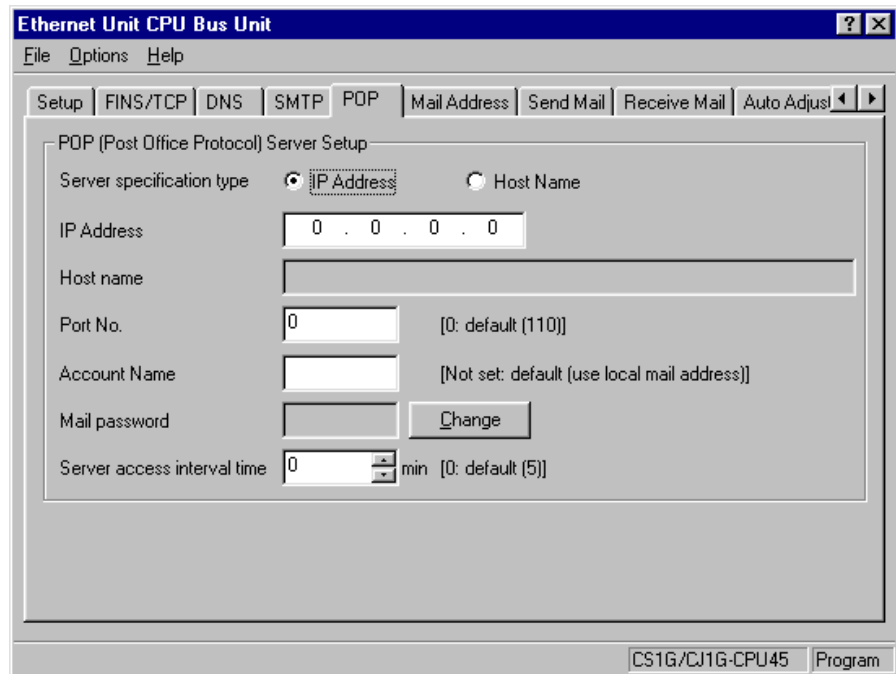 Ethernet Unit CPU Bus Unit
File Options Help
Setup FINS/TCP DNS SMTP POP Mail Address Send Mail Receive Mail Auto Adjust
POP (Post Office Protocol) Server Setup
Server specification type IP Address Host Name
IP Address 0 . 0 . 0 . 0
Host name
Port No. 0 [0: default (110)]
Account Name [Not set: default (use local mail address)]
Mail password Change
Server access interval time 0 min [0: default (5)]
CS1G/CJ1G-CPU45 Program